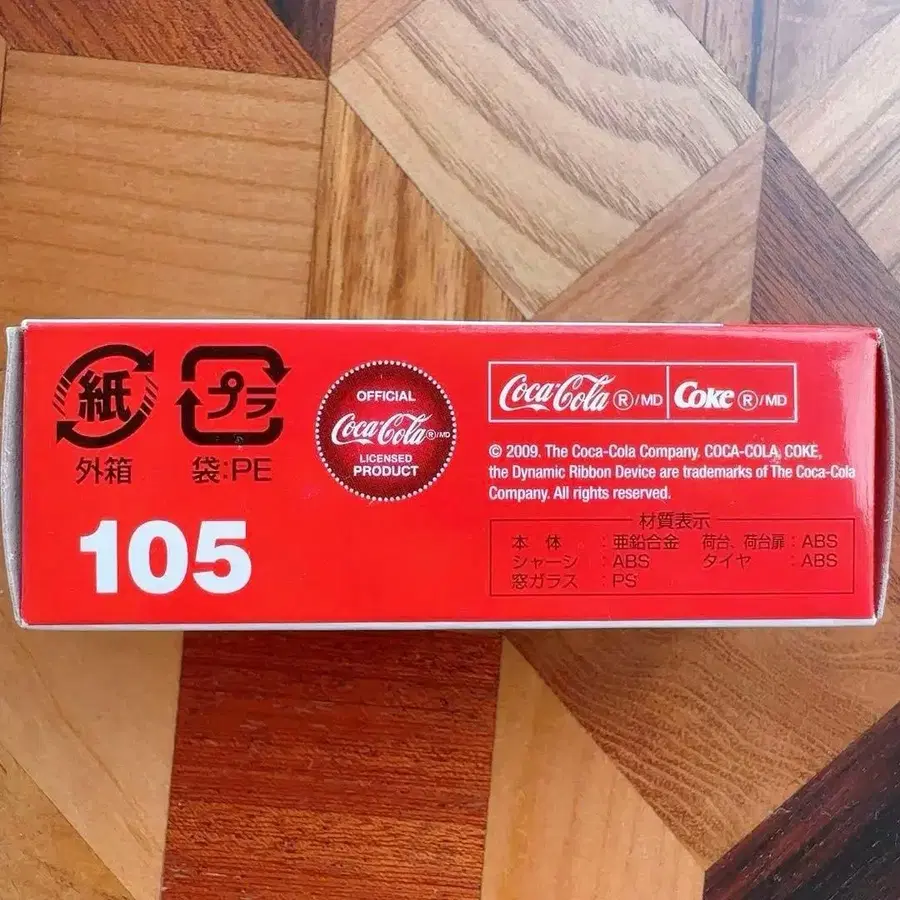 紙
外箱
プラ
袋:PE
105
OFFICIAL
Coca-Cola®/MD
LICENSED
PRODUCT
Coca-Cola ®/MD
Coke ®/MD
© 2009. The Coca-Cola Company. COCA-COLA, COKE,
the Dynamic Ribbon Device are trademarks of The Coca-Cola
Company. All rights reserved.
材質表示
本体 : 亜鉛合金 荷台、荷台扉 : ABS
シャーシ : ABS タイヤ : ABS
窓ガラス : PS